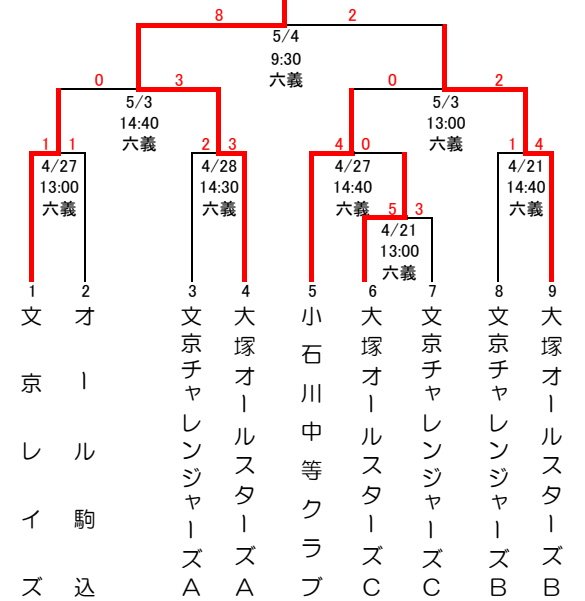 8 2
5/4
9:30
六義
0 3
5/3
14:40
六義
0 2
5/3
13:00
六義
1 1
4/27
13:00
六義
2 3
4/28
14:30
六義
4 0
4/27
14:40
六義
1 4
4/21
14:40
六義
5 3
4/21
13:00
六義
1
文京レイズ
2
オール駒込
3
文京チャレンジャーズA
4
大塚オールスターズA
5
小石川中等クラブ
6
大塚オールスターズC
7
文京チャレンジャーズC
8
文京チャレンジャーズB
9
大塚オールスターズB